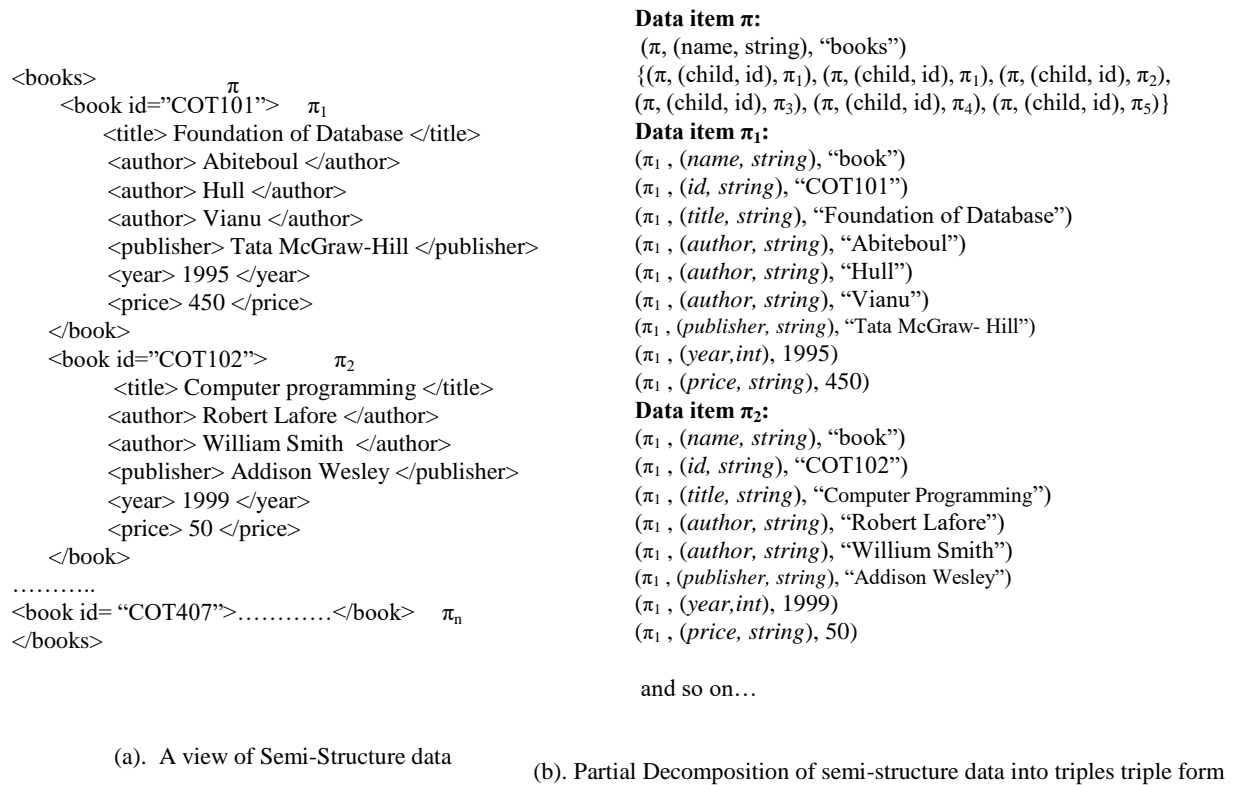 <books>
π
<book id=”COT101”> π₁
<title> Foundation of Database </title>
<author> Abiteboul </author>
<author> Hull </author>
<author> Vianu </author>
<publisher> Tata McGraw-Hill </publisher>
<year> 1995 </year>
<price> 450 </price>
</book>
<book id=”COT102”> π₂
<title> Computer programming </title>
<author> Robert Lafore </author>
<author> William Smith </author>
<publisher> Addison Wesley </publisher>
<year> 1999 </year>
<price> 50 </price>
</book>
………..
<book id= “COT407”>…………</book> πₙ
</books>
(a). A view of Semi-Structure data
Data item π:
(π, (name, string), “books”)
{(π, (child, id), π₁), (π, (child, id), π₁), (π, (child, id), π₂),
(π, (child, id), π₃), (π, (child, id), π₄), (π, (child, id), π₅)}
Data item π₁:
(π₁ , (name, string), “book”)
(π₁ , (id, string), “COT101”)
(π₁ , (title, string), “Foundation of Database”)
(π₁ , (author, string), “Abiteboul”)
(π₁ , (author, string), “Hull”)
(π₁ , (author, string), “Vianu”)
(π₁ , (publisher, string), “Tata McGraw- Hill”)
(π₁ , (year,int), 1995)
(π₁ , (price, string), 450)
Data item π₂:
(π₁ , (name, string), “book”)
(π₁ , (id, string), “COT102”)
(π₁ , (title, string), “Computer Programming”)
(π₁ , (author, string), “Robert Lafore”)
(π₁ , (author, string), “Willium Smith”)
(π₁ , (publisher, string), “Addison Wesley”)
(π₁ , (year,int), 1999)
(π₁ , (price, string), 50)
and so on…
(b). Partial Decomposition of semi-structure data into triples triple form